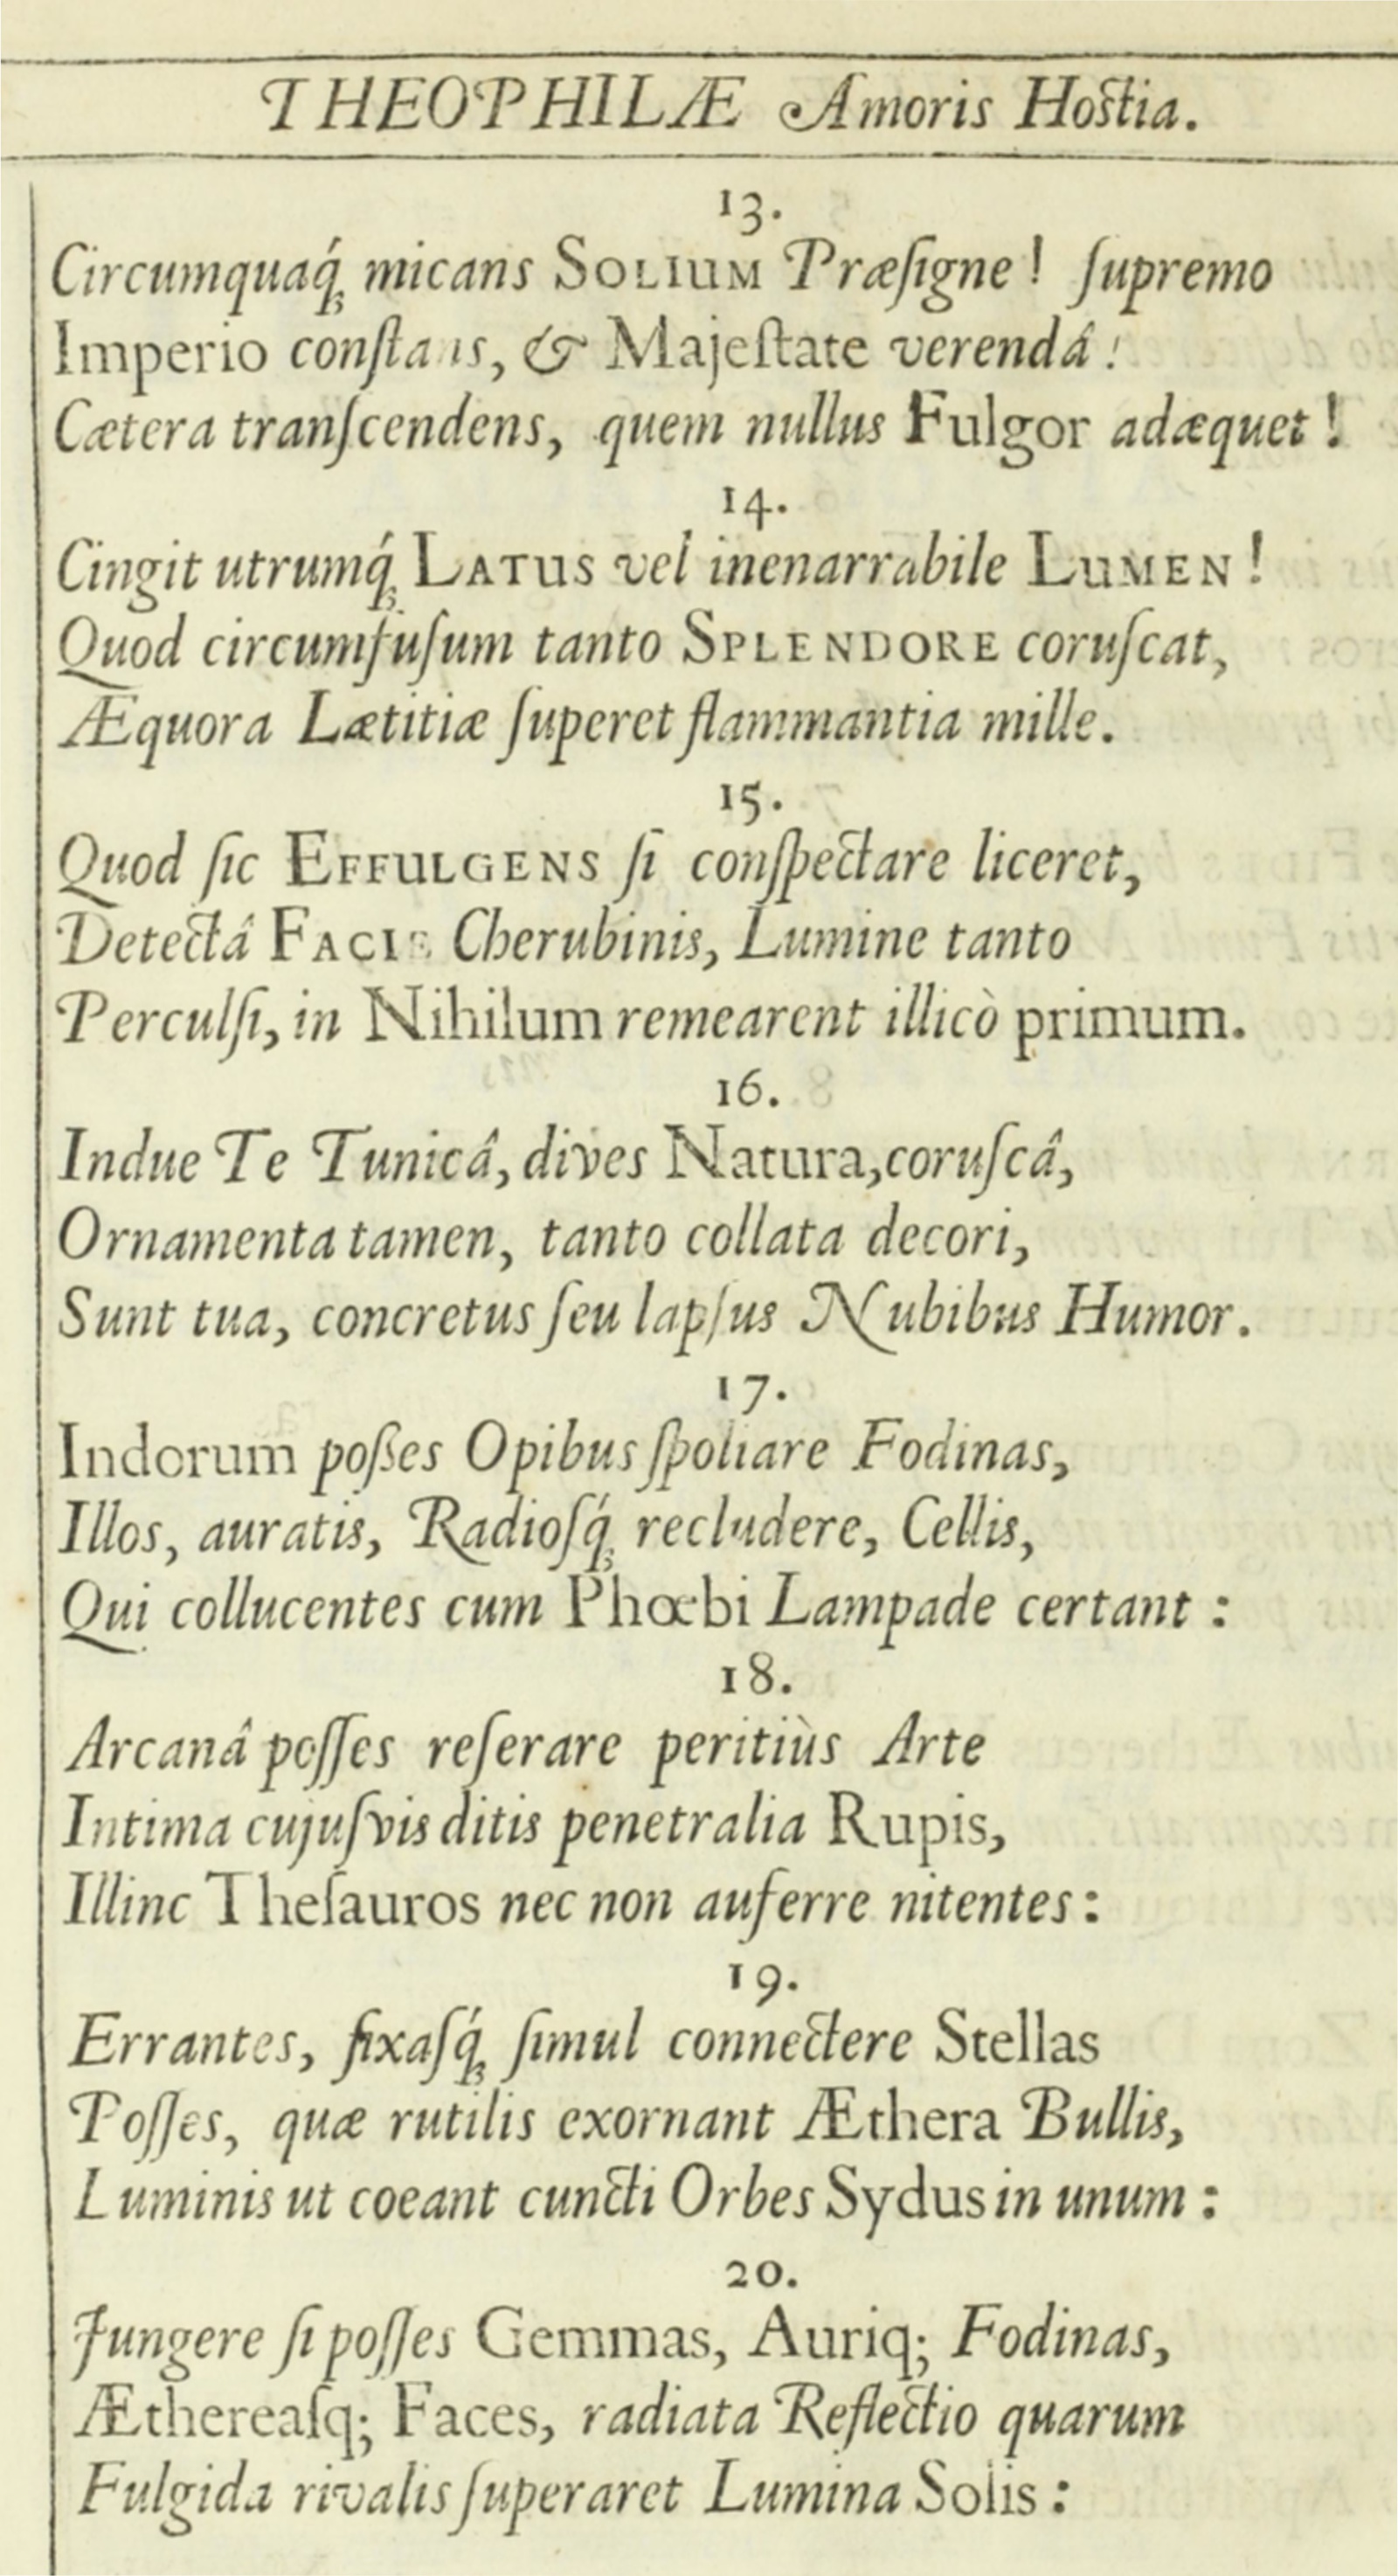 THEOPHILÆ Amoris Hostia.
13.
Circumquaq́ꝫ micans SOLIUM Præſigne! ſupremo
Imperio conſtans, & Majeſtate verendâ!
Cætera tranſcendens, quem nullus Fulgor adæquet!
14.
Cingit utrumq́ꝫ LATUS vel inenarrabile LUMEN!
Quod circumfuſum tanto SPLENDORE coruſcat,
Æquora Lætitiæ ſuperet flammantia mille.
15.
Quod ſic EFFULGENS ſi conſpectare liceret,
Detectâ FACIE Cherubinis, Lumine tanto
Perculſi, in Nihilum remearent illicò primum.
16.
Indue Te Tunicâ, dives Natura, coruſcâ,
Ornamenta tamen, tanto collata decori,
Sunt tua, concretus ſeu lapſus Nubibus Humor.
17.
Indorum poßes Opibus ſpoliare Fodinas,
Illos, auratis, Radioſq́ꝫ recludere, Cellis,
Qui collucentes cum Phœbi Lampade certant:
18.
Arcanâ poſſes reſerare peritiùs Arte
Intima cujuſvis ditis penetralia Rupis,
Illinc Theſauros nec non auferre nitentes:
19.
Errantes, fixaſq́ꝫ ſimul connectere Stellas
Poſſes, quæ rutilis exornant Æthera Bullis,
Luminis ut coeant cuncti Orbes Sydus in unum:
20.
Jungere ſi poſſes Gemmas, Auriq; Fodinas,
Æthereaſq; Faces, radiata Reflectio quarum
Fulgida rivalis ſuperaret Lumina Solis: